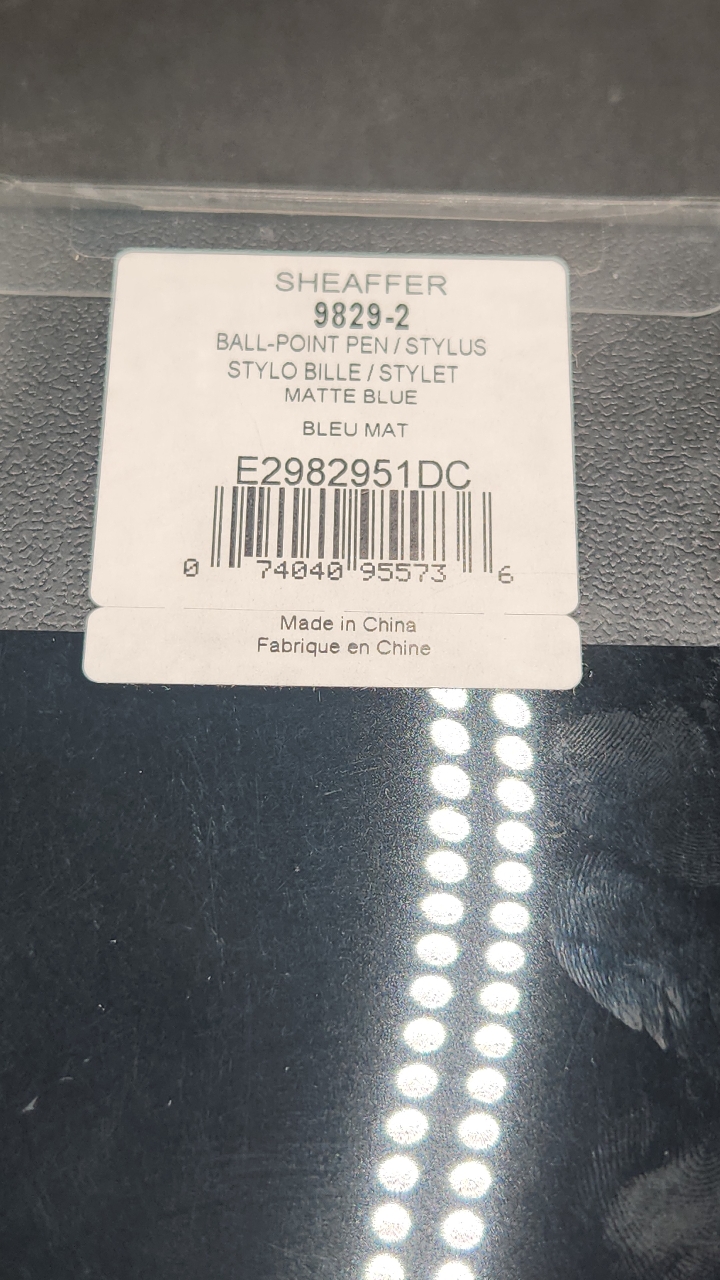 SHEAFFER
9829-2
BALL-POINT PEN / STYLUS
STYLO BILLE / STYLET
MATTE BLUE
BLEU MAT
E2982951DC
0 74040 95573 6
Made in China
Fabrique en Chine